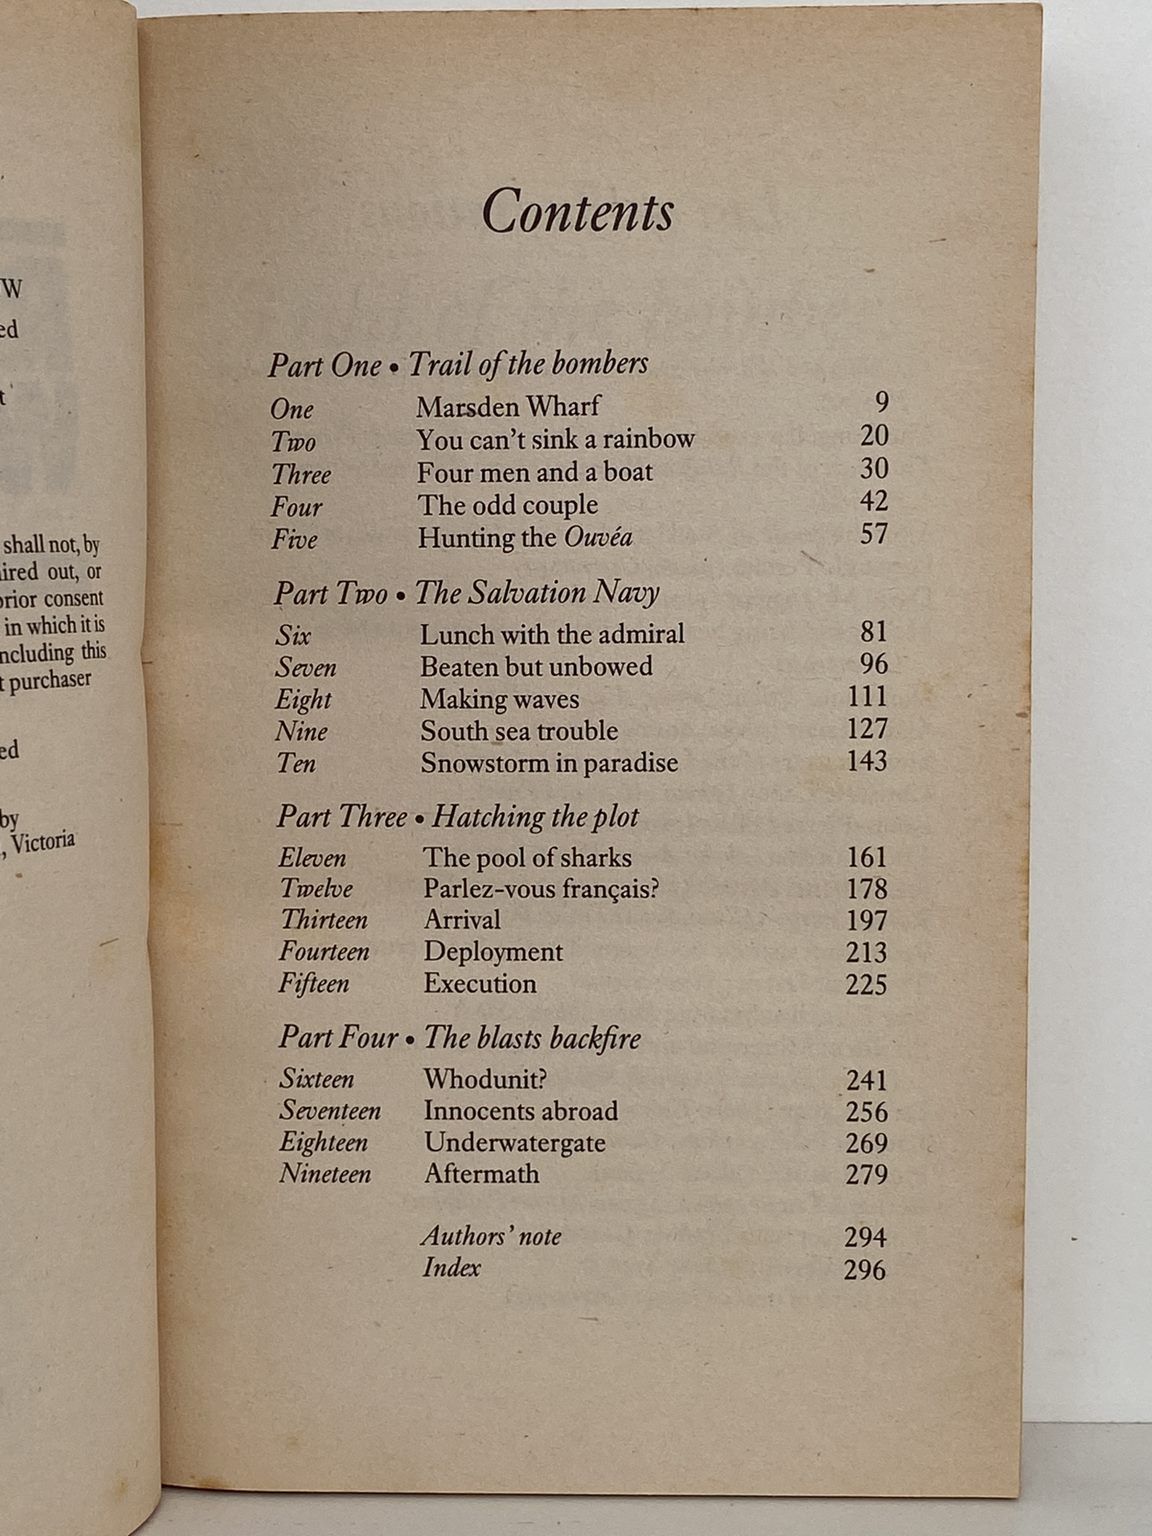 W
ed
t
shall not, by
out, or
consent
in which it is
this
purchaser
ed
by
, Victoria
Contents
Part One • Trail of the bombers
One Marsden Wharf 9
Two You can't sink a rainbow 20
Three Four men and a boat 30
Four The odd couple 42
Five Hunting the Ouvéa 57
Part Two • The Salvation Navy
Six Lunch with the admiral 81
Seven Beaten but unbowed 96
Eight Making waves 111
Nine South sea trouble 127
Ten Snowstorm in paradise 143
Part Three • Hatching the plot
Eleven The pool of sharks 161
Twelve Parlez-vous français? 178
Thirteen Arrival 197
Fourteen Deployment 213
Fifteen Execution 225
Part Four • The blasts backfire
Sixteen Whodunit? 241
Seventeen Innocents abroad 256
Eighteen Underwatergate 269
Nineteen Aftermath 279
Authors' note 294
Index 296